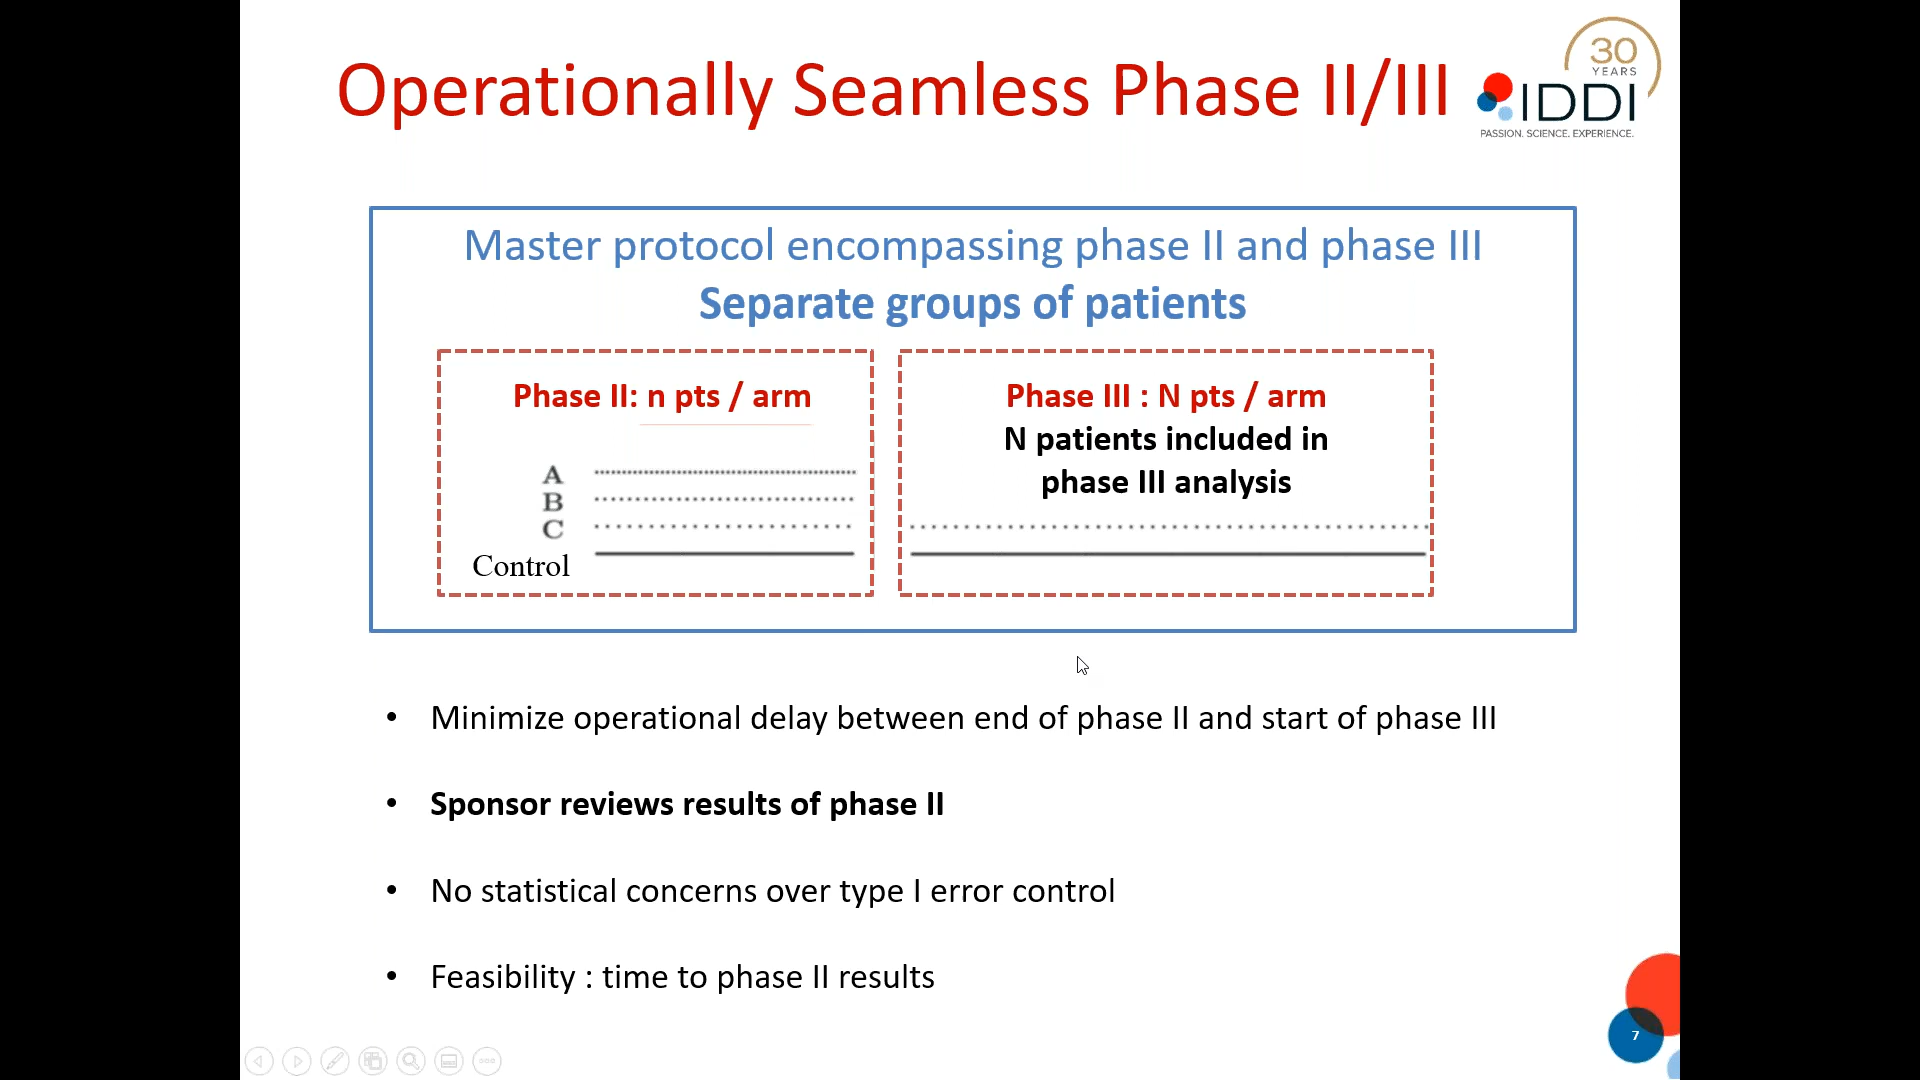 Operationally Seamless Phase II/III
30
YEARS
IDDI
PASSION. SCIENCE. EXPERIENCE.
Master protocol encompassing phase II and phase III
Separate groups of patients
Phase II: n pts / arm
A
B
C
Control
Phase III : N pts / arm
N patients included in
phase III analysis
• Minimize operational delay between end of phase II and start of phase III
• Sponsor reviews results of phase II
• No statistical concerns over type I error control
• Feasibility : time to phase II results
7